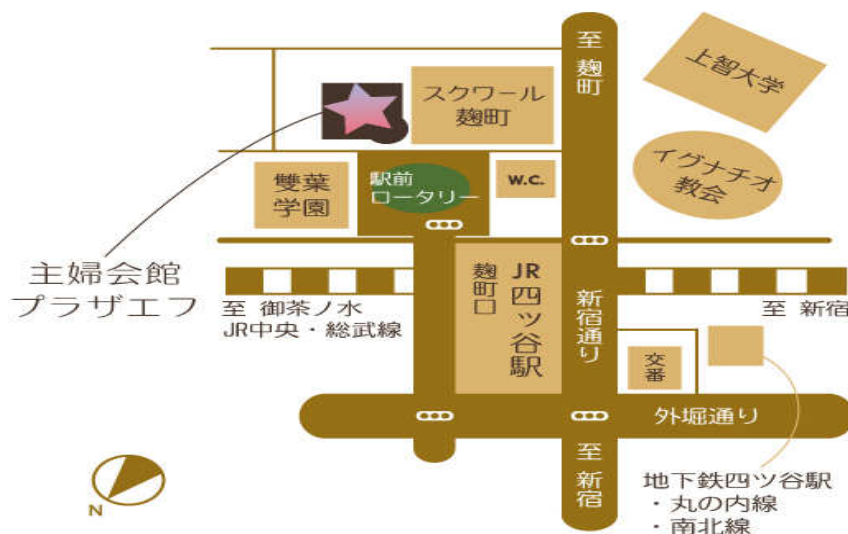 至 麹町
上智大学
スクワール
麹町
イグナチオ
教会
雙葉
学園
駅前
ロータリー
W.C.
主婦会館
プラザエフ
JR 四ッ谷駅
麹町口
新宿通り
至 御茶ノ水
JR中央・総武線
至 新宿
交番
外堀通り
至 新宿
地下鉄四ツ谷駅
・丸の内線
・南北線
N